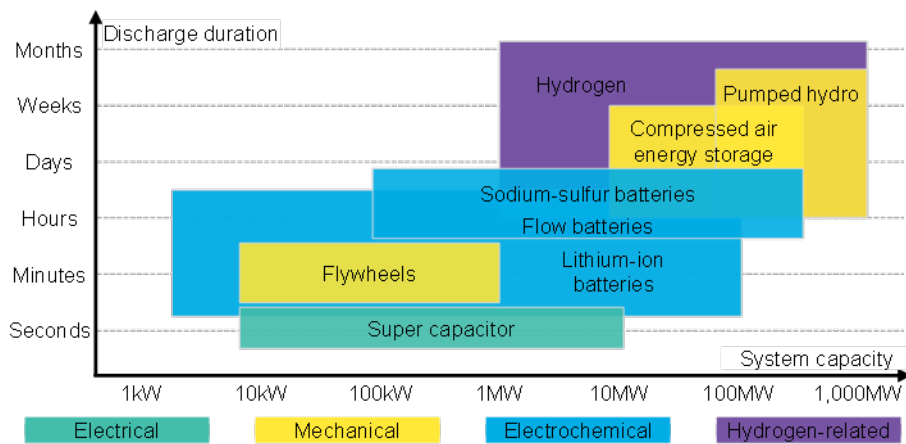 Discharge duration
Months
Hydrogen
Pumped hydro
Weeks
Compressed air
energy storage
Days
Sodium-sulfur batteries
Hours
Flow batteries
Lithium-ion
batteries
Minutes
Flywheels
Seconds
Super capacitor
System capacity
1kW 10kW 100kW 1MW 10MW 100MW 1,000MW
Electrical Mechanical Electrochemical Hydrogen-related